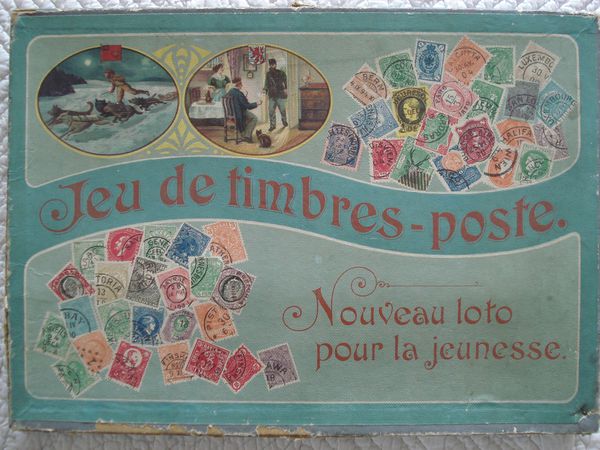 Jeu de timbres-poste.
Nouveau loto
pour la jeunesse.